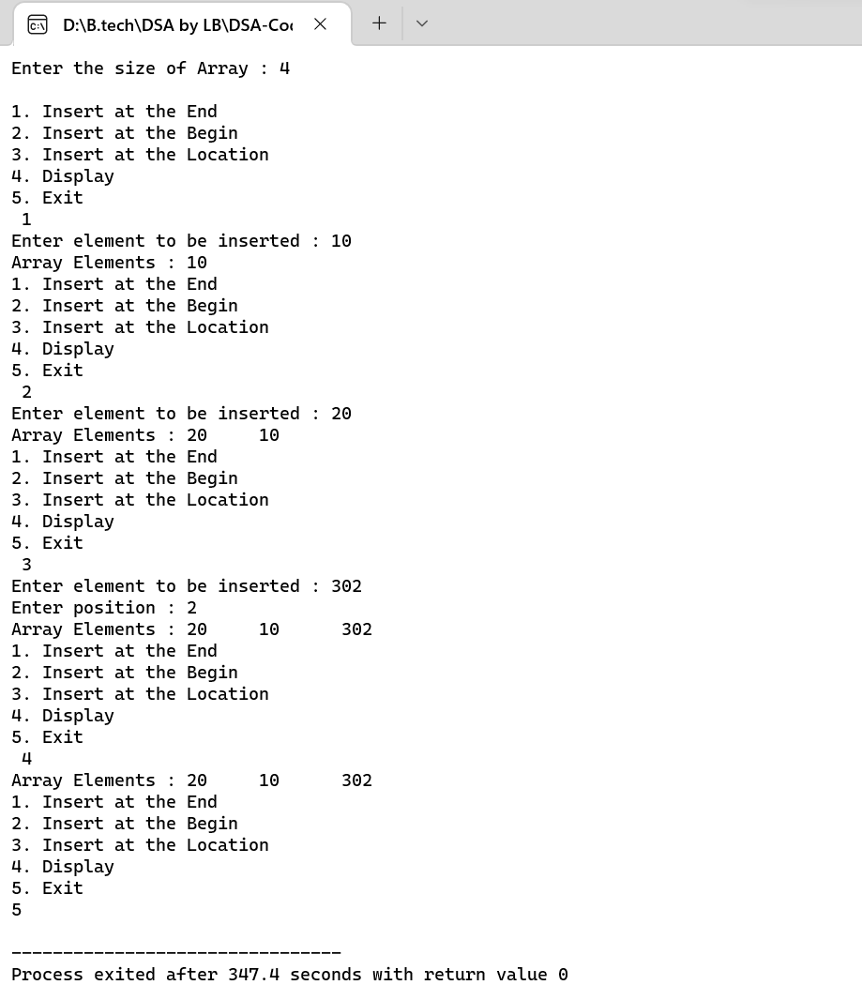 D:\B.tech\DSA by LB\DSA-Co
Enter the size of Array : 4
1. Insert at the End
2. Insert at the Begin
3. Insert at the Location
4. Display
5. Exit
1
Enter element to be inserted : 10
Array Elements : 10
1. Insert at the End
2. Insert at the Begin
3. Insert at the Location
4. Display
5. Exit
2
Enter element to be inserted : 20
Array Elements : 20     10
1. Insert at the End
2. Insert at the Begin
3. Insert at the Location
4. Display
5. Exit
3
Enter element to be inserted : 302
Enter position : 2
Array Elements : 20     10      302
1. Insert at the End
2. Insert at the Begin
3. Insert at the Location
4. Display
5. Exit
4
Array Elements : 20     10      302
1. Insert at the End
2. Insert at the Begin
3. Insert at the Location
4. Display
5. Exit
5
--------------------------------
Process exited after 347.4 seconds with return value 0